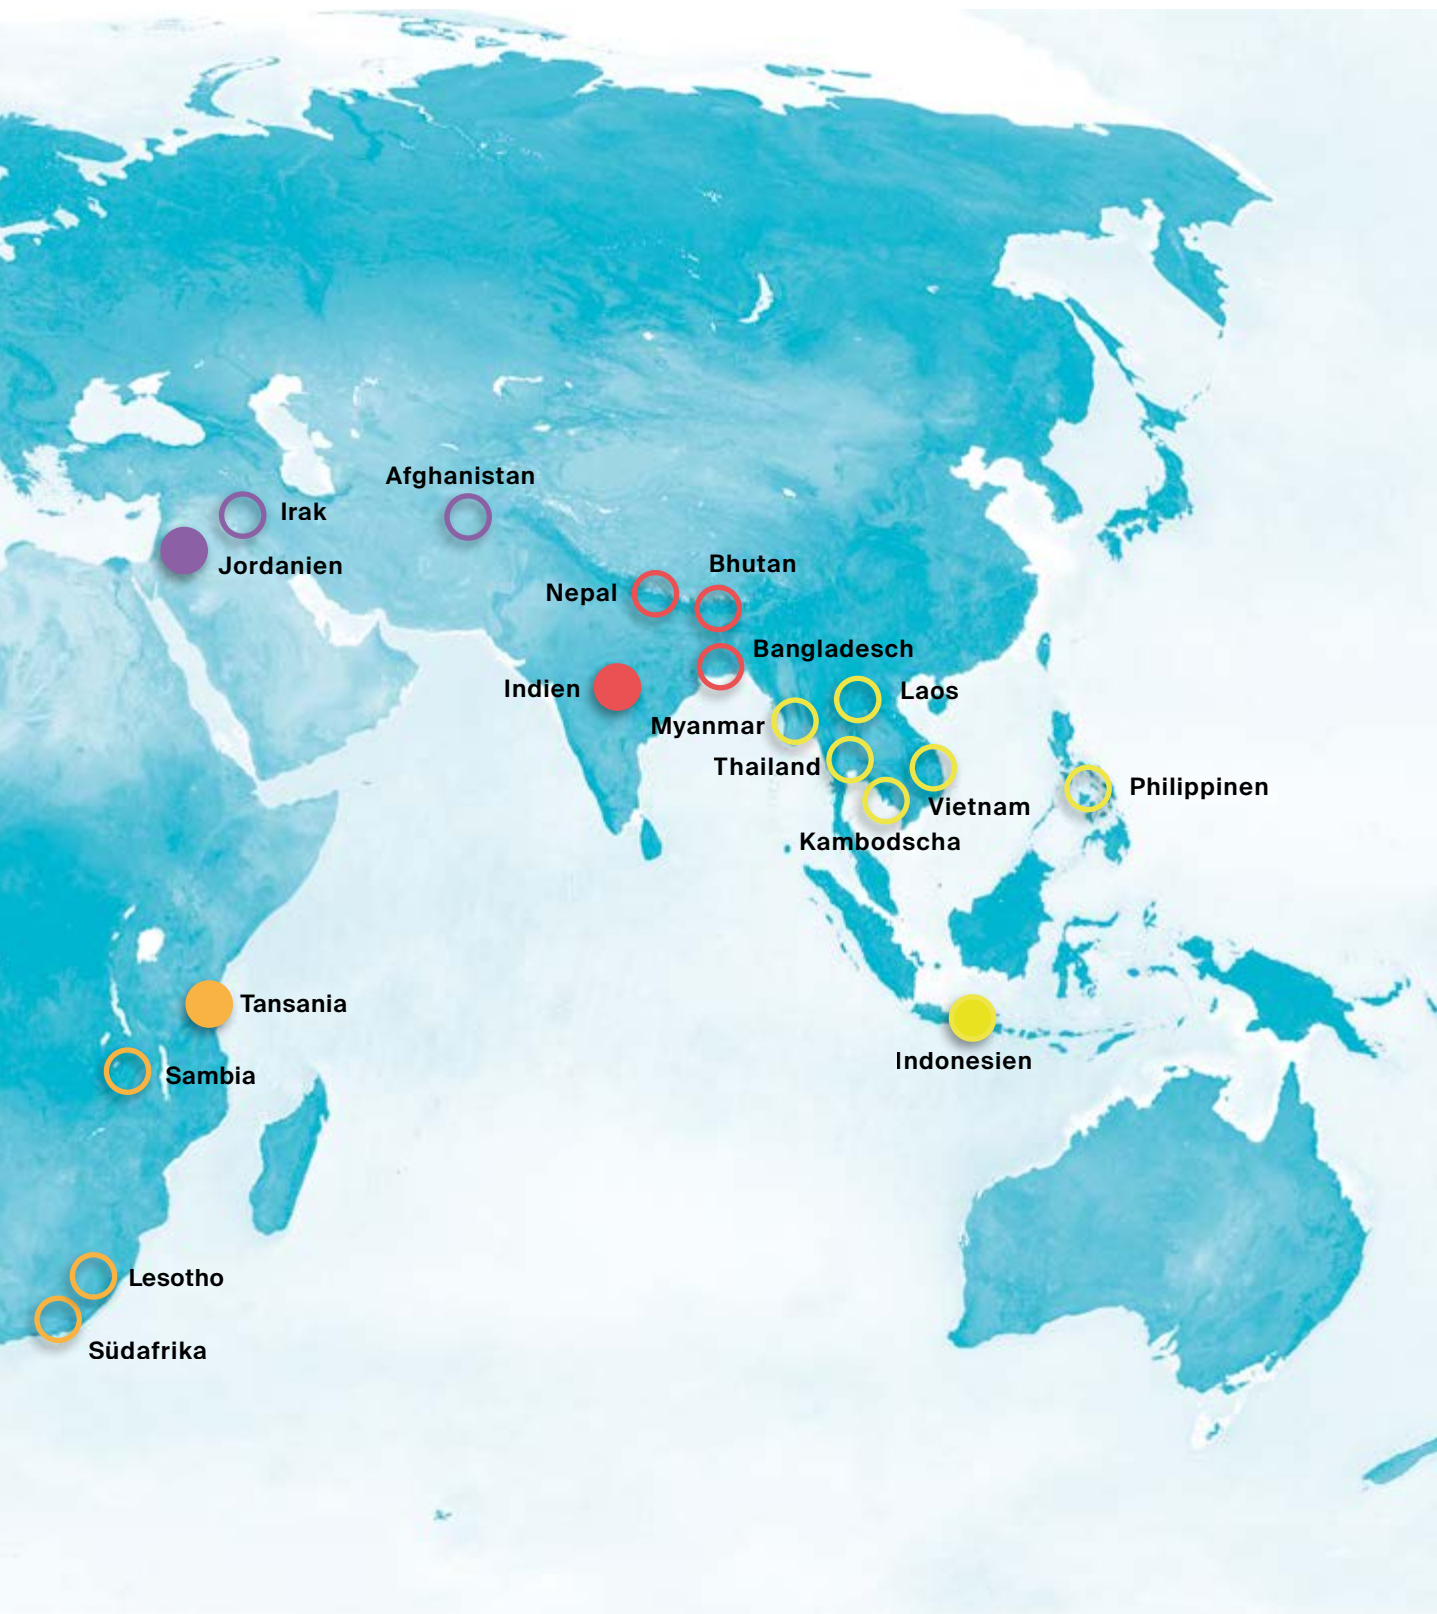 Afghanistan
Irak
Jordanien
Bhutan
Nepal
Bangladesch
Indien
Laos
Myanmar
Thailand
Philippinen
Vietnam
Kambodscha
Tansania
Indonesien
Sambia
Lesotho
Südafrika